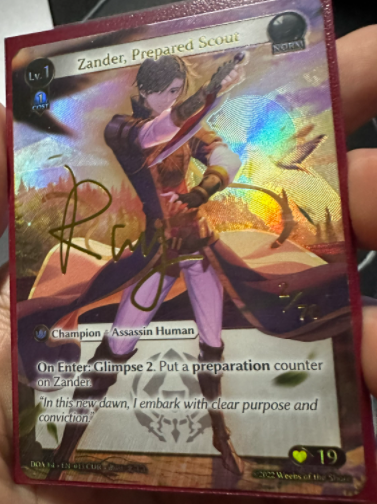 Zander, Prepared Scout
Lv. 1
NORM
1
COST
Champion - Assassin Human
On Enter: Glimpse 2. Put a preparation counter
on Zander.
"In this new dawn, I embark with clear purpose and
conviction."
19
©2022 Weebs of the Shore